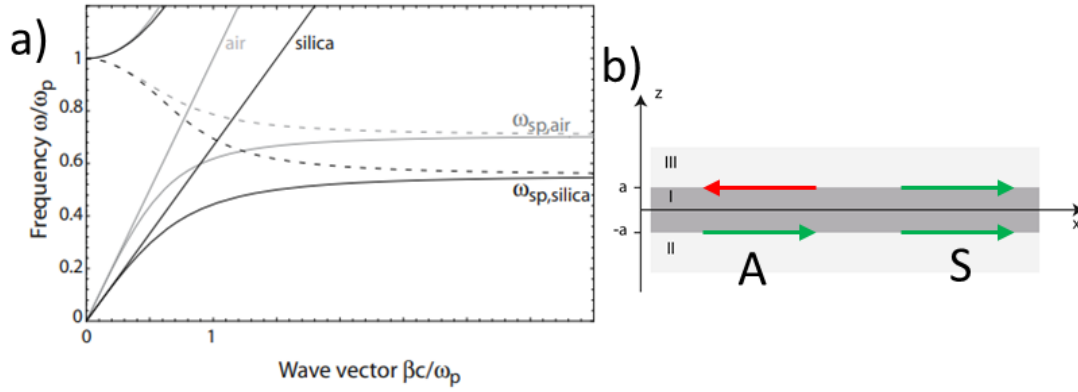 a)
Frequency ω/ωp
1
0.8
0.6
0.4
0.2
0
0
1
air
silica
ωsp,air
ωsp,silica
Wave vector βc/ωp
b)
z
III
a
I
x
-a
II
A
S